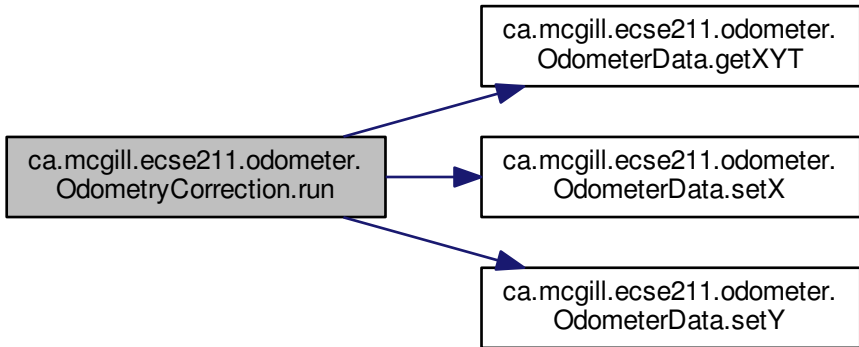 ca.mcgill.ecse211.odometer.
OdometryCorrection.run
ca.mcgill.ecse211.odometer.
OdometerData.getXYT
ca.mcgill.ecse211.odometer.
OdometerData.setX
ca.mcgill.ecse211.odometer.
OdometerData.setY